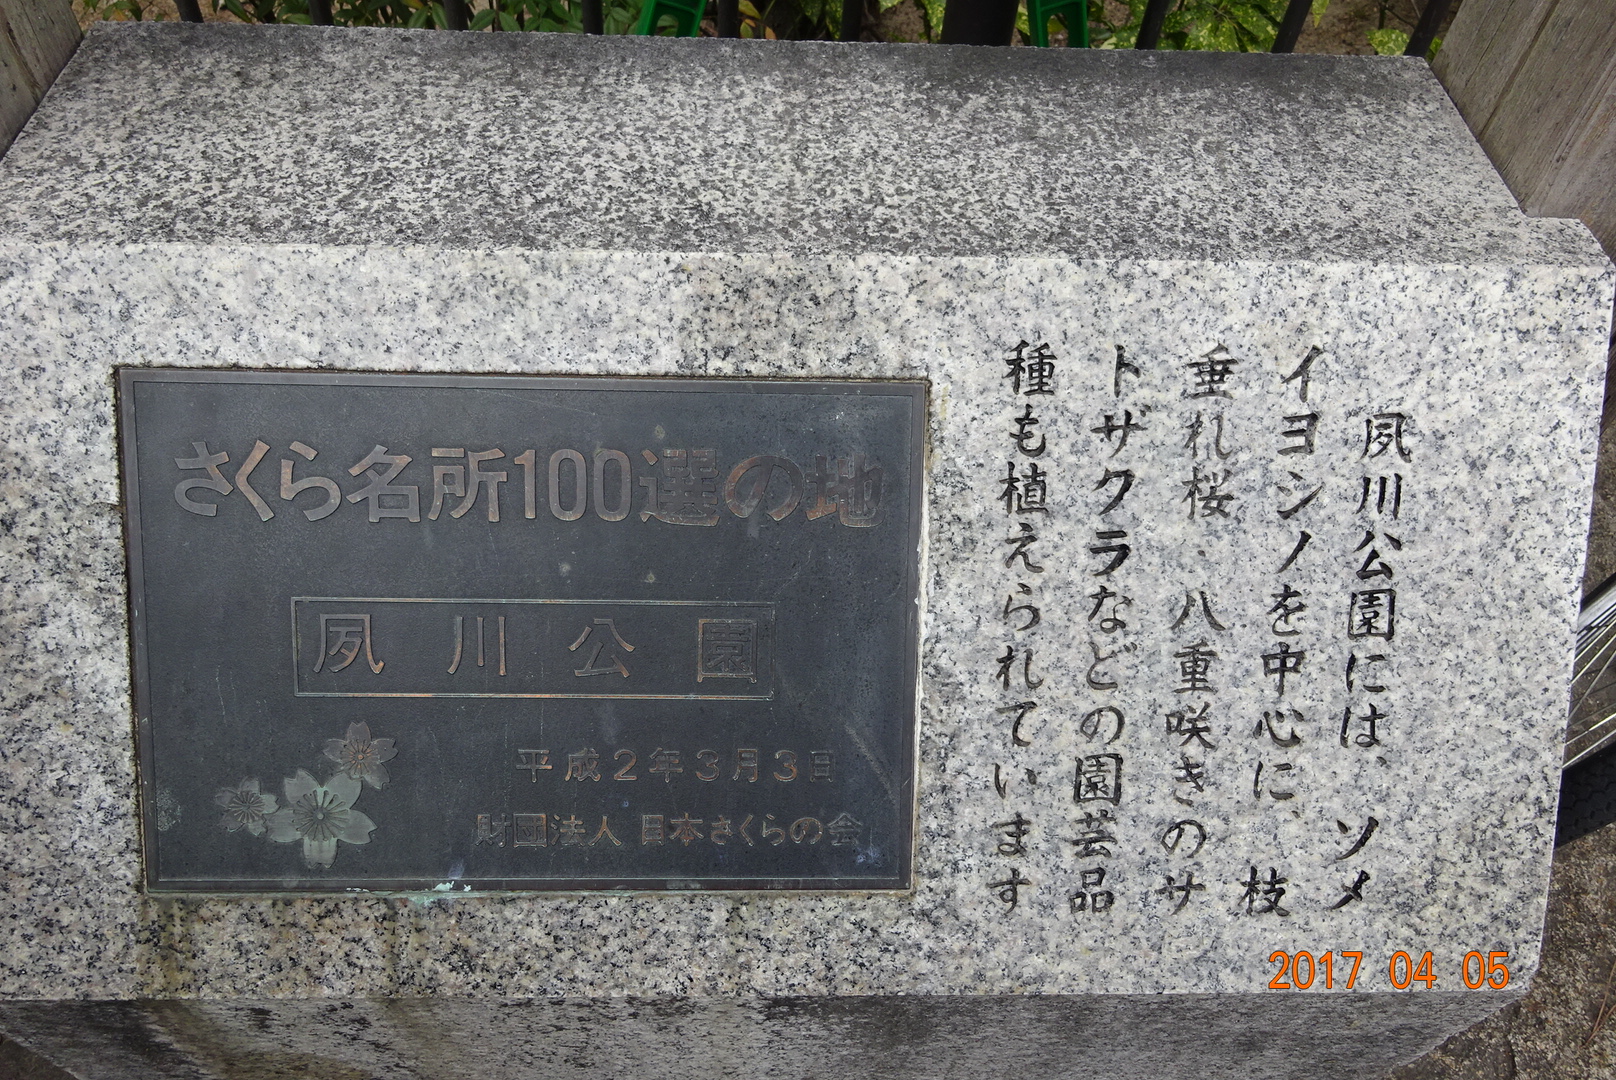 さくら名所100選の地
夙川公園
平成2年3月3日
財団法人 日本さくらの会
夙川公園には、ソメ
イヨシノを中心に、枝
垂れ桜、八重咲きのサ
トザクラなどの園芸品
種も植えられています
2017 04 05